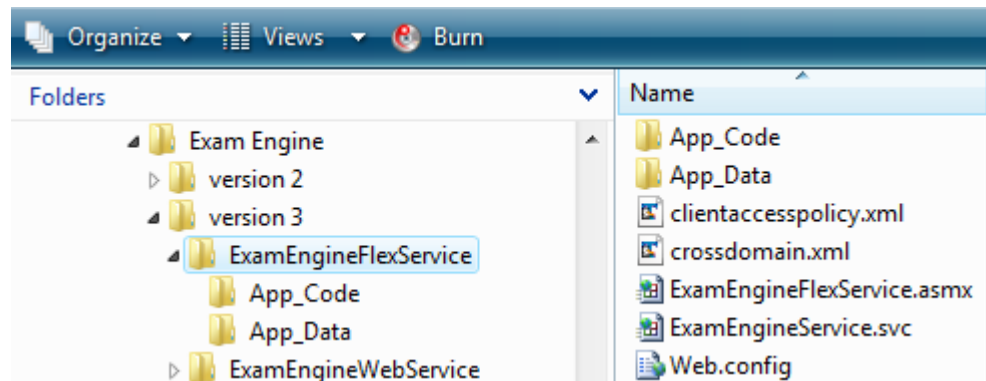 Organize Views Burn
Folders
Exam Engine
version 2
version 3
ExamEngineFlexService
App_Code
App_Data
ExamEngineWebService
Name
App_Code
App_Data
clientaccesspolicy.xml
crossdomain.xml
ExamEngineFlexService.asmx
ExamEngineService.svc
Web.config